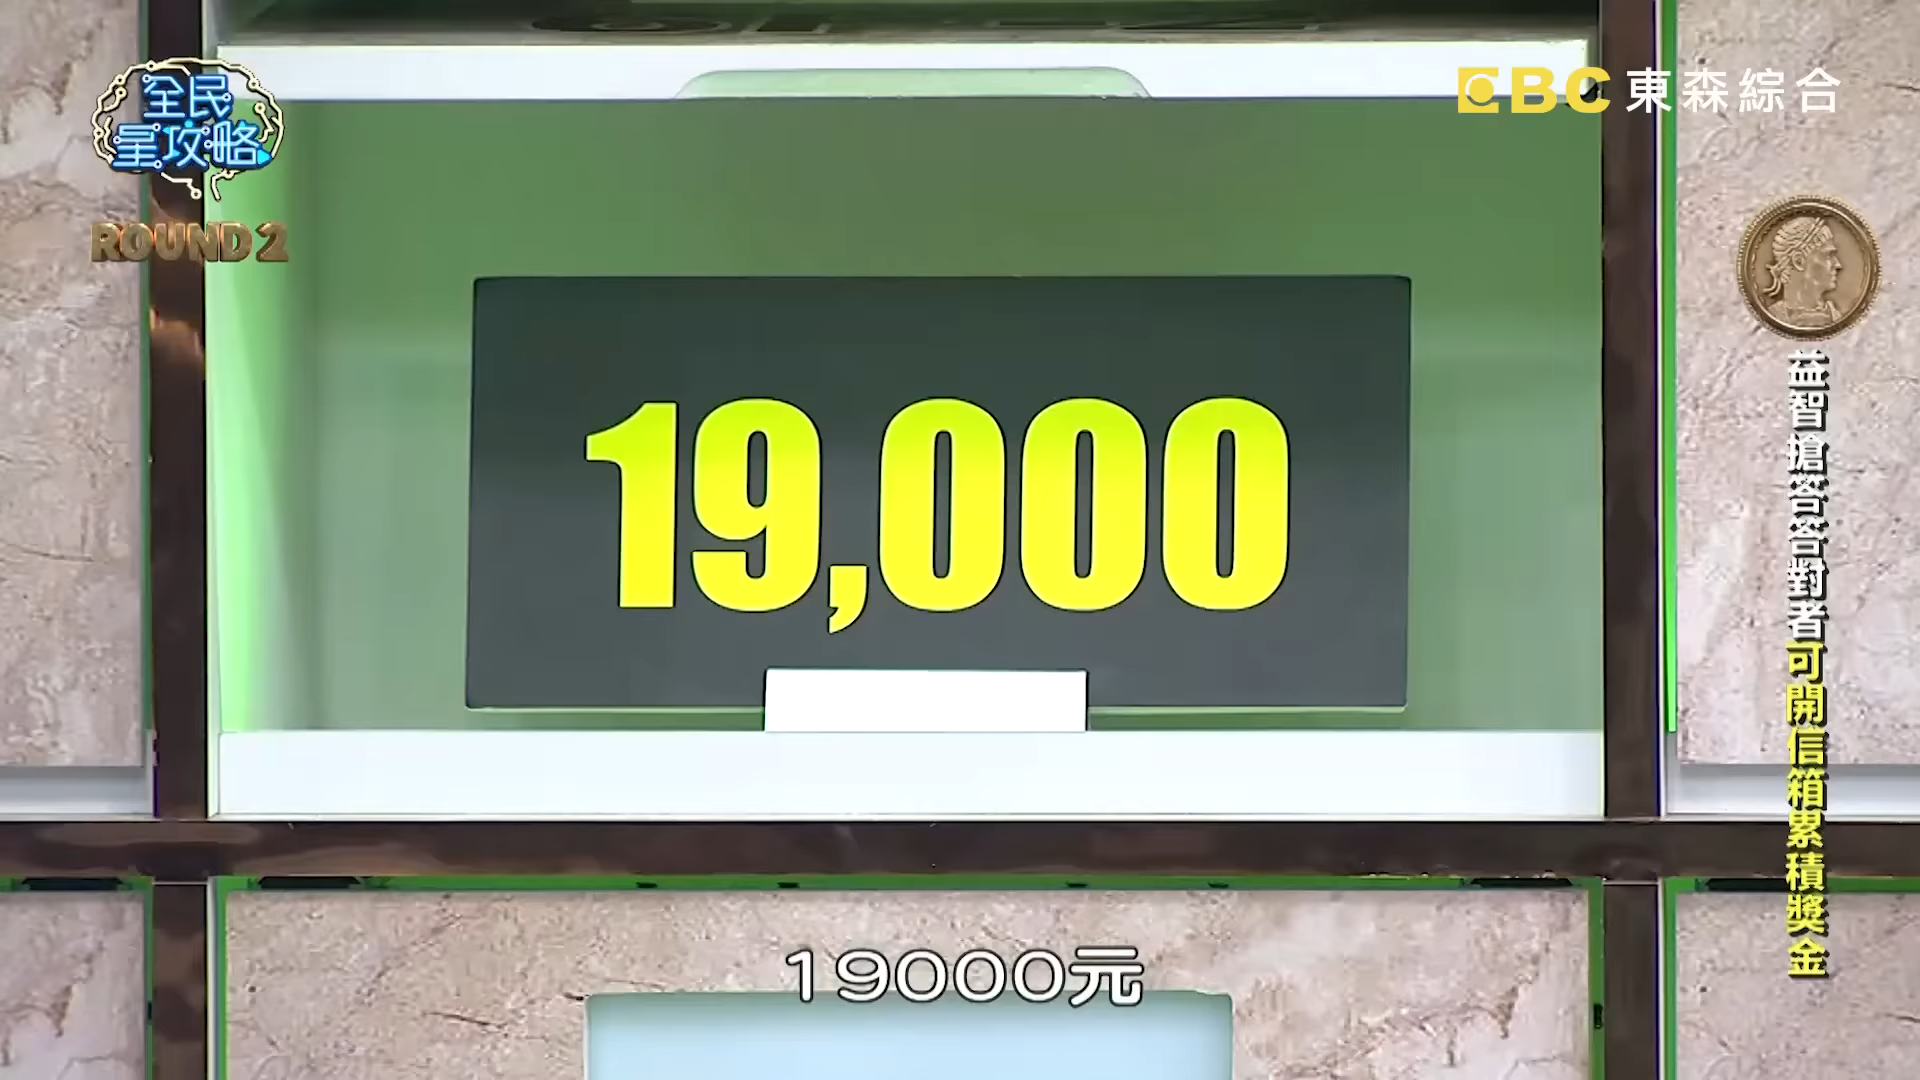 全民
星攻略
ROUND 2
EBC 東森綜合
益智搶答答對者可開信箱累積獎金
19,000
19000元